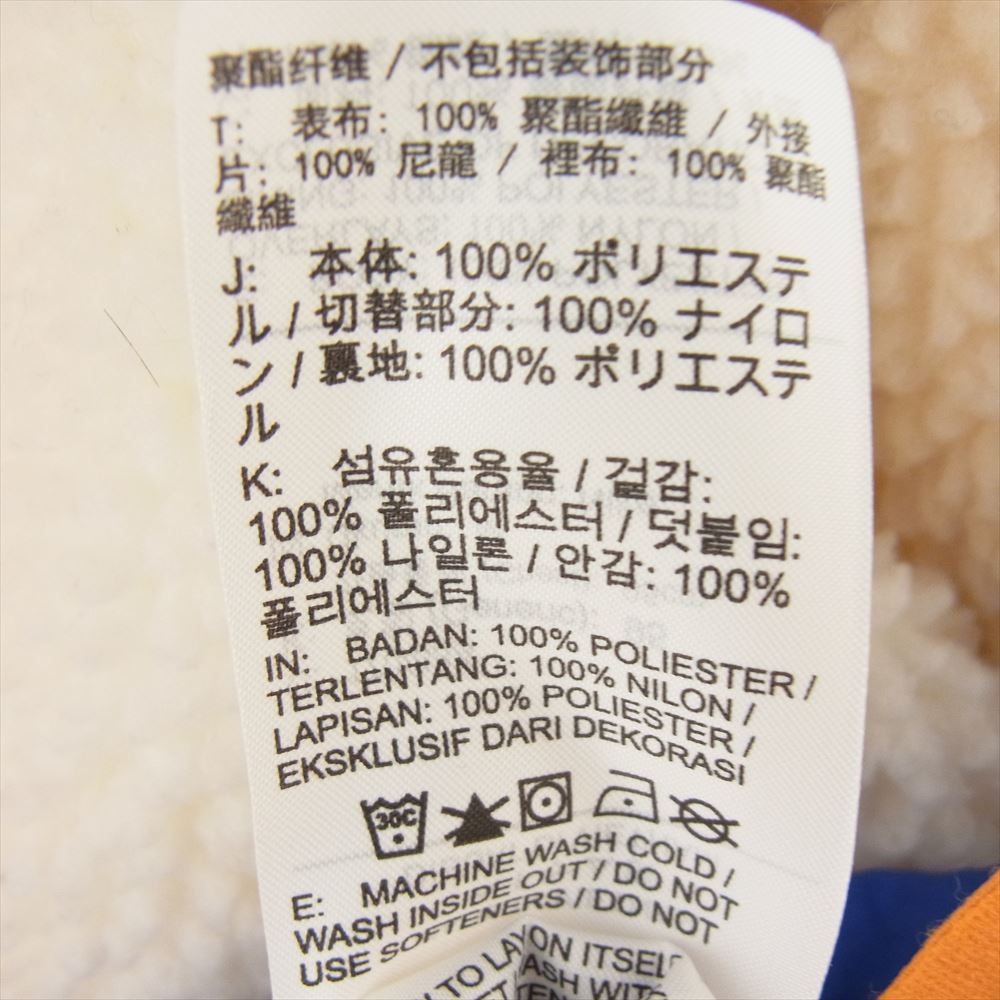 聚酯纤维 / 不包括装饰部分
T: 表布: 100% 聚酯纖維 / 外接
片: 100% 尼龍 / 裡布: 100% 聚酯
纖維
J: 本体: 100% ポリエステ
ル / 切替部分: 100% ナイロ
ン / 裏地: 100% ポリエステ
ル
K: 섬유혼용율 / 겉감:
100% 폴리에스터 / 덧붙임:
100% 나일론 / 안감: 100%
폴리에스터
IN: BADAN: 100% POLIESTER /
TERLENTANG: 100% NILON /
LAPISAN: 100% POLIESTER /
EKSKLUSIF DARI DEKORASI
30C
E: MACHINE WASH COLD /
WASH INSIDE OUT / DO NOT
USE SOFTENERS / DO NOT
TO LAY ON ITSELF